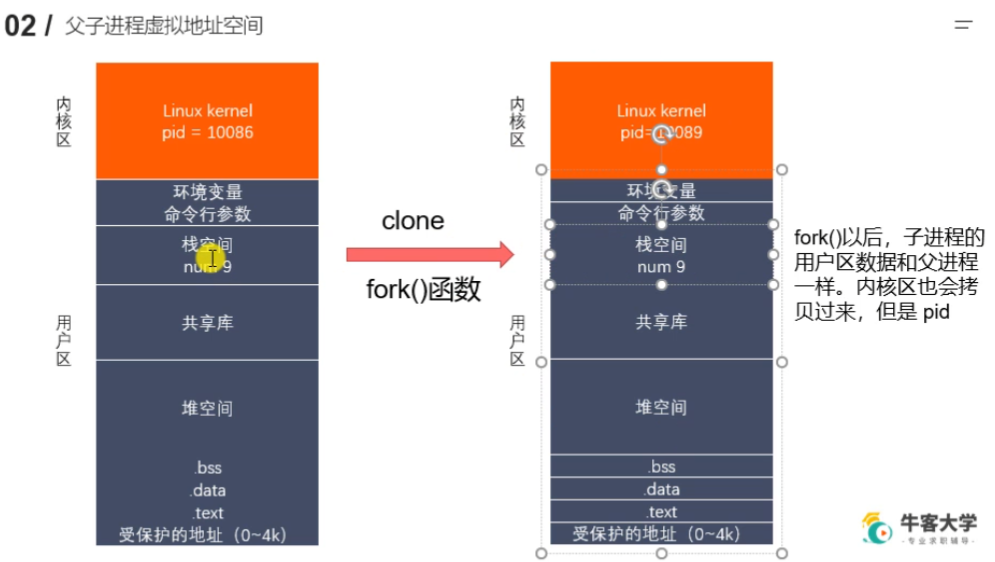 02 / 父子进程虚拟地址空间
内核区
Linux kernel
pid = 10086
用户区
环境变量
命令行参数
栈空间
num 9
共享库
堆空间
.bss
.data
.text
受保护的地址（0~4k）
clone
fork()函数
内核区
Linux kernel
pid=10089
用户区
环境变量
命令行参数
栈空间
num 9
共享库
堆空间
.bss
.data
.text
受保护的地址（0~4k）
fork()以后，子进程的
用户区数据和父进程
一样。内核区也会拷
贝过来，但是 pid
牛客大学
-专业求职辅导-